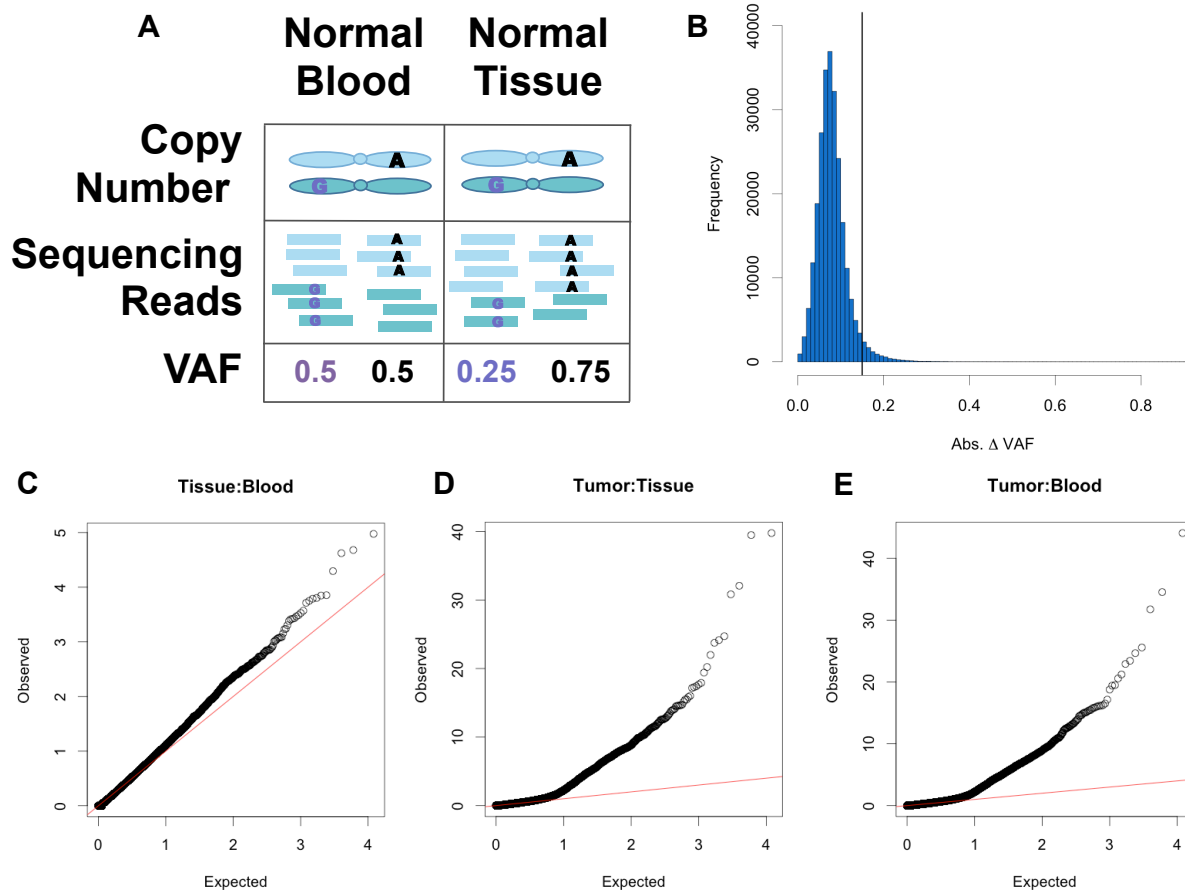 A
Normal Blood
Normal Tissue
Copy Number
A
G
A
G
Sequencing Reads
A
A
A
G
G
G
A
A
A
A
G
G
VAF
0.5
0.5
0.25
0.75
B
Frequency
40000
30000
20000
10000
0
0.0 0.2 0.4 0.6 0.8
Abs. Δ VAF
C
Tissue:Blood
Observed
5
4
3
2
1
0
0 1 2 3 4
Expected
D
Tumor:Tissue
Observed
40
30
20
10
0
0 1 2 3 4
Expected
E
Tumor:Blood
Observed
40
30
20
10
0
0 1 2 3 4
Expected